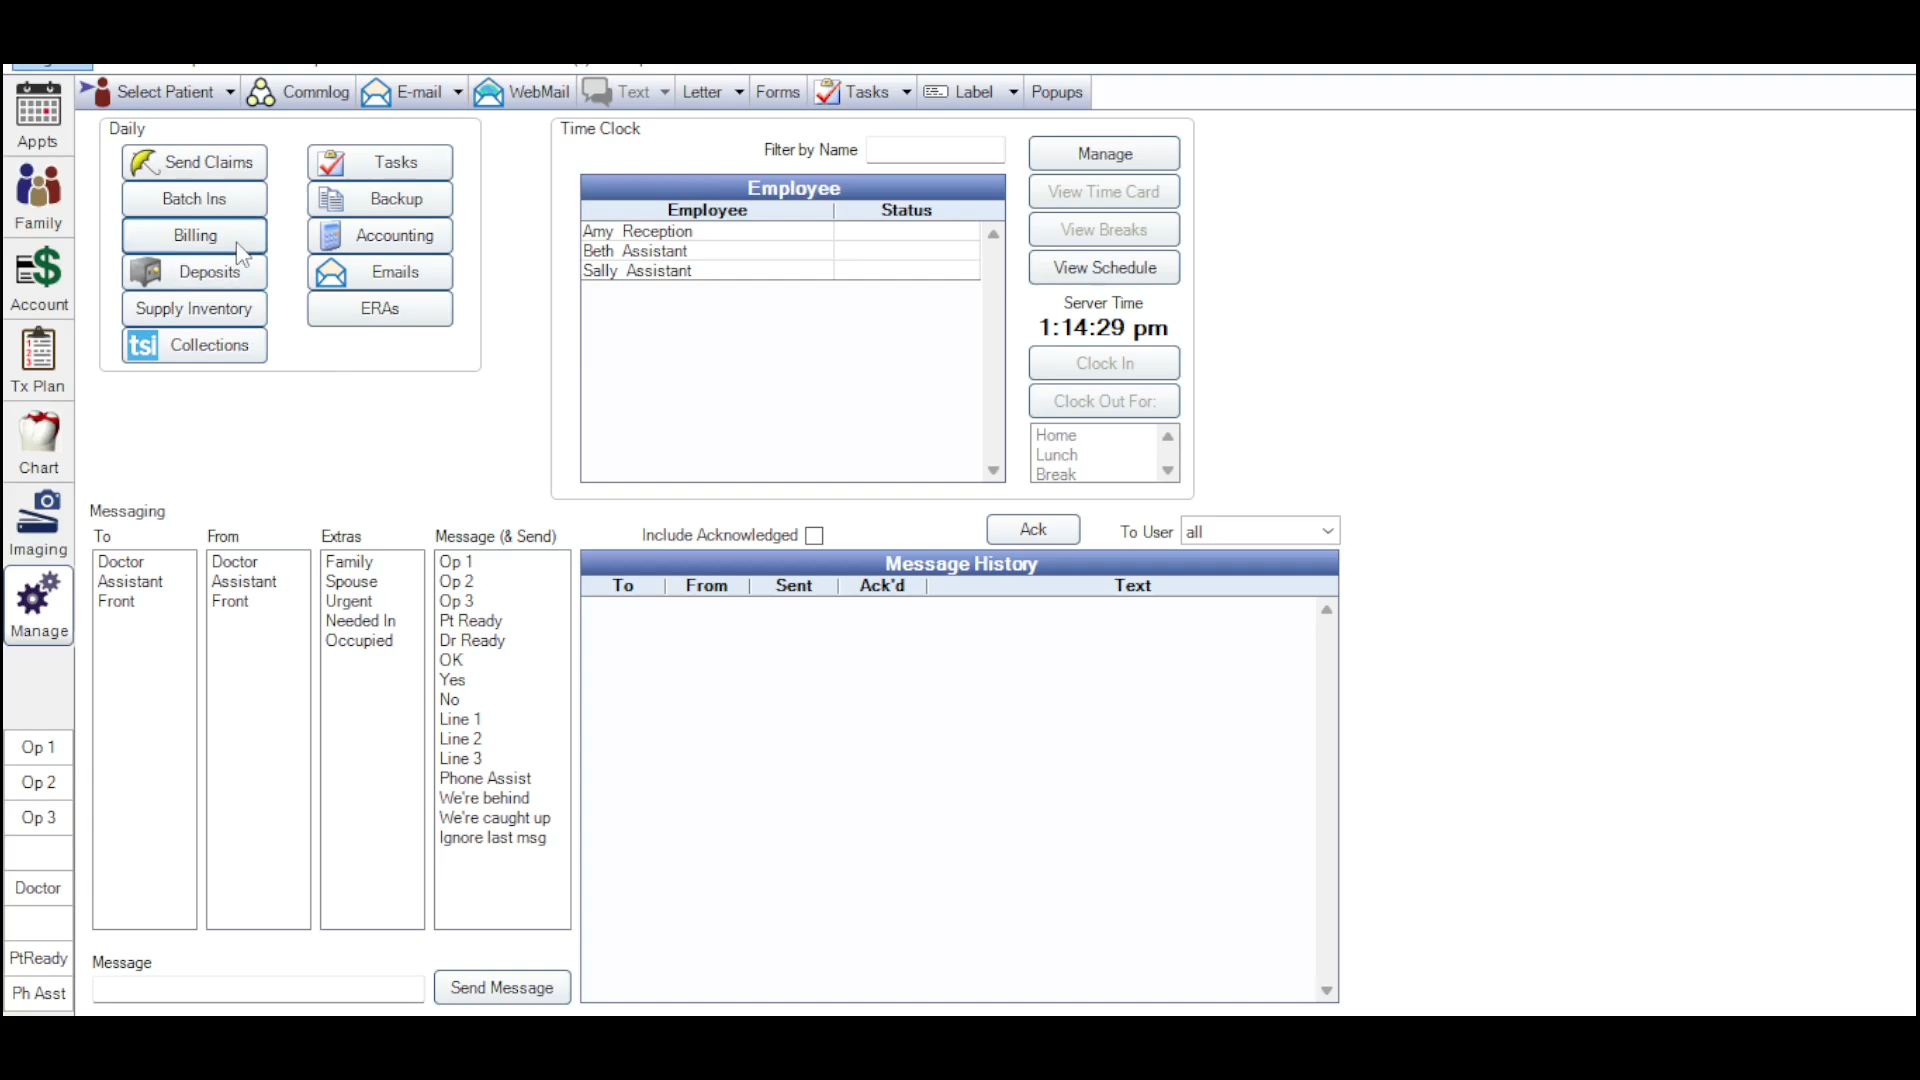 Select Patient Commlog E-mail WebMail Text Letter Forms Tasks Label Popups
Appts
Family
Account
Tx Plan
Chart
Imaging
Manage
Op 1
Op 2
Op 3
Doctor
PtReady
Ph Asst
Daily
Send Claims
Batch Ins
Billing
Deposits
Supply Inventory
tsi Collections
Tasks
Backup
Accounting
Emails
ERAs
Time Clock
Filter by Name
Employee
Employee Status
Amy Reception
Beth Assistant
Sally Assistant
Manage
View Time Card
View Breaks
View Schedule
Server Time
1:14:29 pm
Clock In
Clock Out For:
Home
Lunch
Break
Messaging
To
Doctor
Assistant
Front
From
Doctor
Assistant
Front
Extras
Family
Spouse
Urgent
Needed In
Occupied
Message (& Send)
Op 1
Op 2
Op 3
Pt Ready
Dr Ready
OK
Yes
No
Line 1
Line 2
Line 3
Phone Assist
We're behind
We're caught up
Ignore last msg
Message
Send Message
Include Acknowledged
Ack
To User all
Message History
To From Sent Ack'd Text